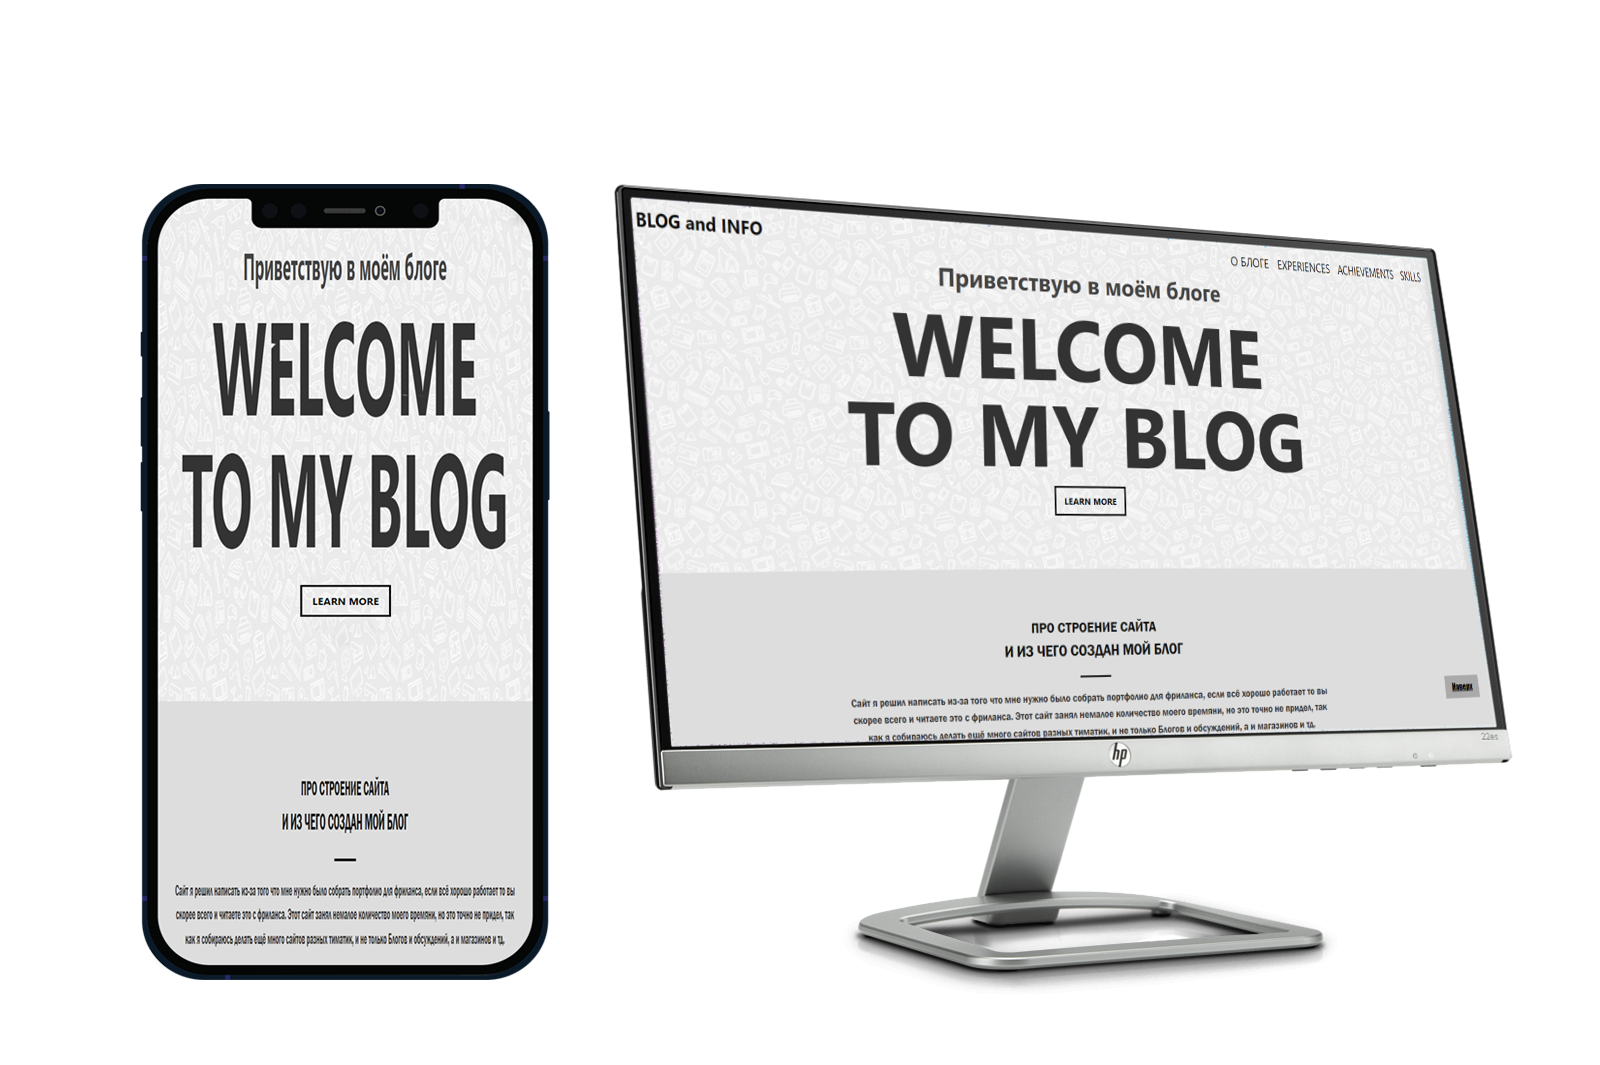 Приветствую в моём блоге
WELCOME
TO MY BLOG
LEARN MORE
ПРО СТРОЕНИЕ САЙТА
И ИЗ ЧЕГО СОЗДАН МОЙ БЛОГ
Сайт я решил написать из-за того что мне нужно было собрать портфолио для фриланса, если всё хорошо работает то вы
скорее всего и читаете это с фриланса. Этот сайт занял немалое количество моего времяни, но это точно не придел, так
как я собираюсь делать ещё много сайтов разных тиматик, и не только Блогов и обсуждений, а и магазинов и тд.
BLOG and INFO
О БЛОГЕ EXPERIENCES ACHIEVEMENTS SKILLS
Приветствую в моём блоге
WELCOME
TO MY BLOG
LEARN MORE
ПРО СТРОЕНИЕ САЙТА
И ИЗ ЧЕГО СОЗДАН МОЙ БЛОГ
Наверх
Сайт я решил написать из-за того что мне нужно было собрать портфолио для фриланса, если всё хорошо работает то вы
скорее всего и читаете это с фриланса. Этот сайт занял немалое количество моего времяни, но это точно не придел, так
как я собираюсь делать ещё много сайтов разных тиматик, и не только Блогов и обсуждений, а и магазинов и тд.
hp
22es